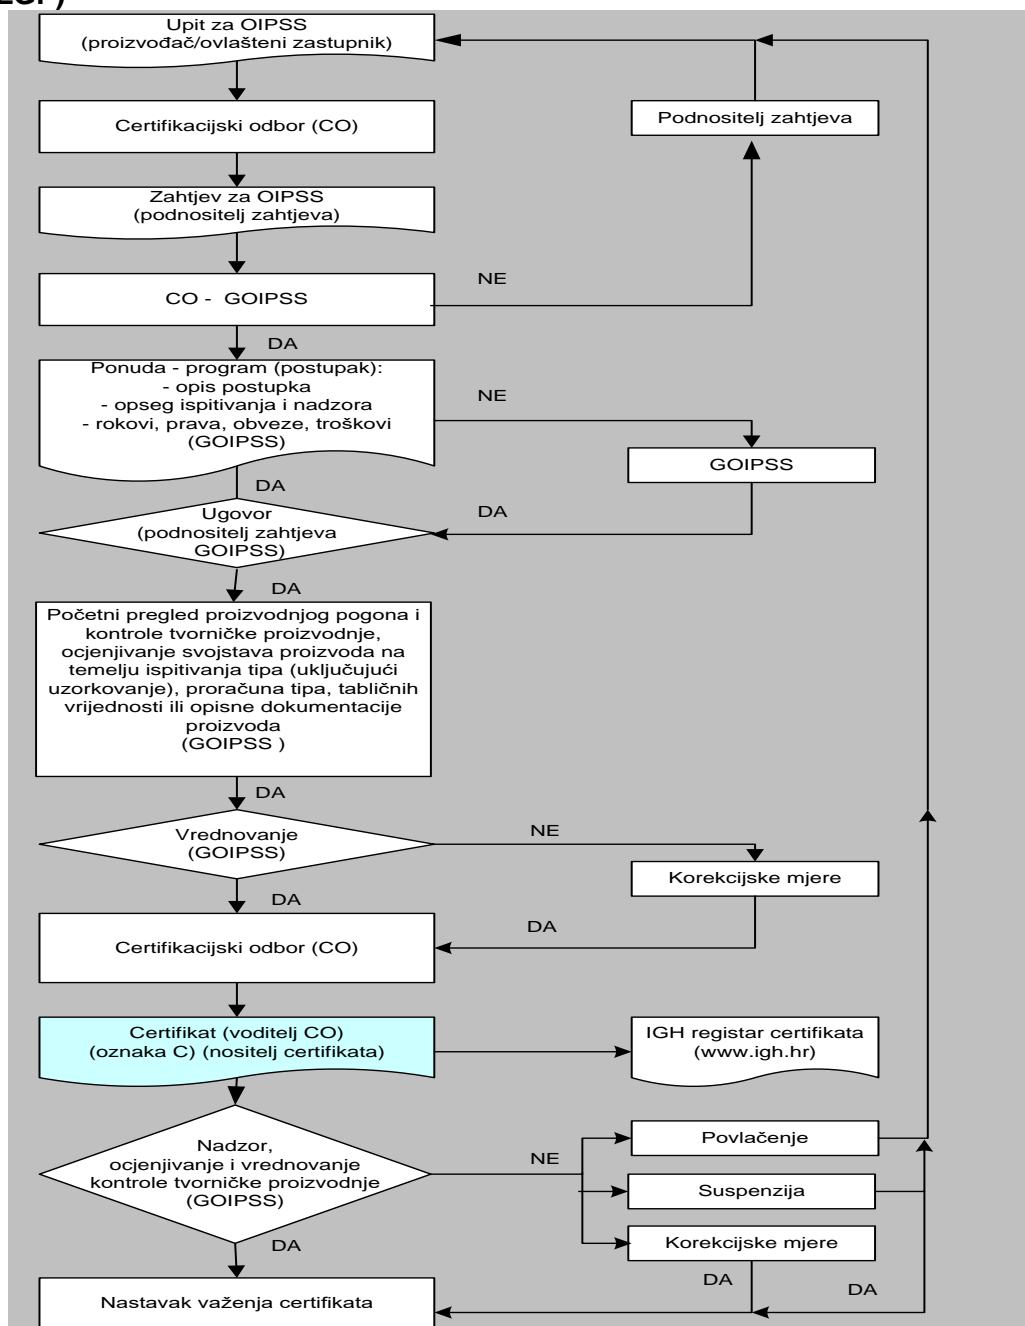 Upit za OIPSS
(proizvođač/ovlašteni zastupnik)
Certifikacijski odbor (CO)
Podnositelj zahtjeva
Zahtjev za OIPSS
(podnositelj zahtjeva)
CO - GOIPSS
NE
DA
Ponuda - program (postupak):
- opis postupka
- opseg ispitivanja i nadzora
- rokovi, prava, obveze, troškovi
(GOIPSS)
NE
GOIPSS
DA
DA
Ugovor
(podnositelj zahtjeva
GOIPSS)
DA
Početni pregled proizvodnjog pogona i
kontrole tvorničke proizvodnje,
ocjenjivanje svojstava proizvoda na
temelju ispitivanja tipa (uključujući
uzorkovanje), proračuna tipa, tabličnih
vrijednosti ili opisne dokumentacije
proizvoda
(GOIPSS )
DA
Vrednovanje
(GOIPSS)
NE
Korekcijske mjere
DA
DA
Certifikacijski odbor (CO)
Certifikat (voditelj CO)
(oznaka C) (nositelj certifikata)
IGH registar certifikata
(www.igh.hr)
Nadzor,
ocjenjivanje i vrednovanje
kontrole tvorničke proizvodnje
(GOIPSS)
NE
Povlačenje
Suspenzija
Korekcijske mjere
DA
DA
DA
Nastavak važenja certifikata